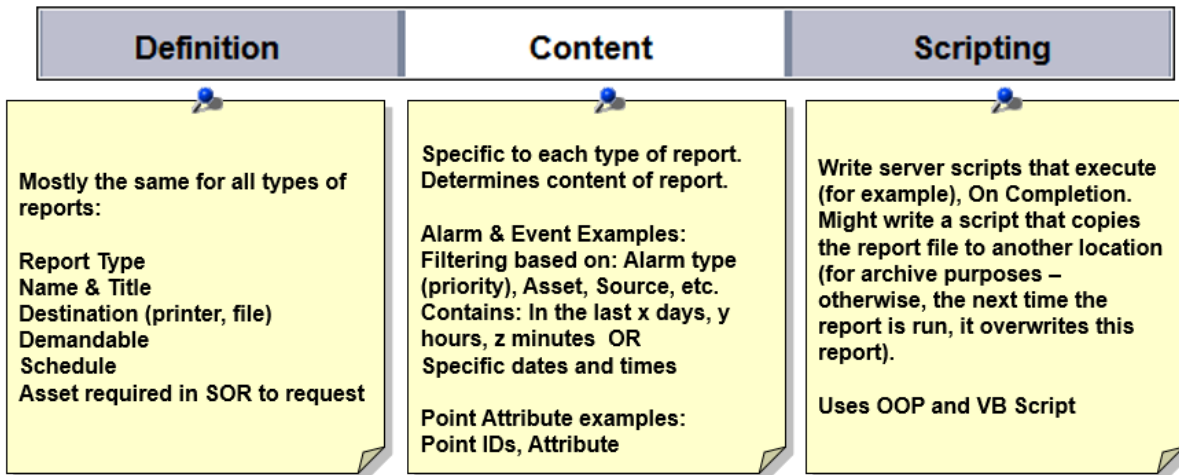 Definition
Content
Scripting
Mostly the same for all types of
reports:
Report Type
Name & Title
Destination (printer, file)
Demandable
Schedule
Asset required in SOR to request
Specific to each type of report.
Determines content of report.
Alarm & Event Examples:
Filtering based on: Alarm type
(priority), Asset, Source, etc.
Contains: In the last x days, y
hours, z minutes  OR
Specific dates and times
Point Attribute examples:
Point IDs, Attribute
Write server scripts that execute
(for example), On Completion.
Might write a script that copies
the report file to another location
(for archive purposes –
otherwise, the next time the
report is run, it overwrites this
report).
Uses OOP and VB Script